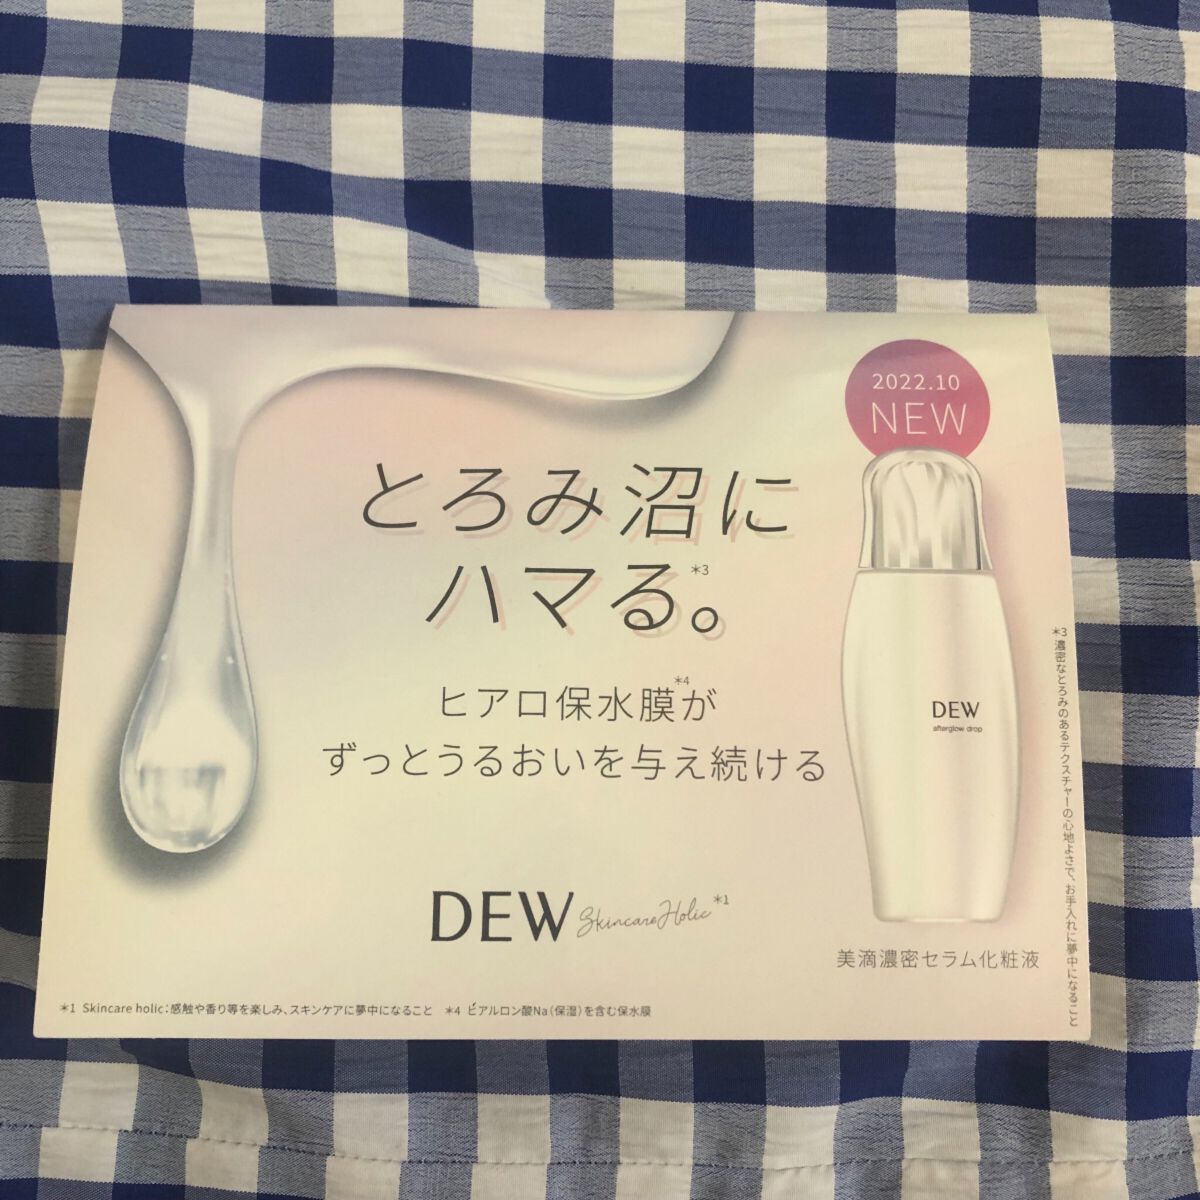 2022.10
NEW
とろみ沼に
ハマる。*3
ヒアロ保水膜*4が
ずっとうるおいを与え続ける
DEW
afterglow drop
DEW Skincare Holic*1
美滴濃密セラム化粧液
*1 Skincare holic：感触や香り等を楽しみ、スキンケアに夢中になること *4 ヒアルロン酸Na（保湿）を含む保水膜
*3 濃密なとろみのあるテクスチャーの心地よさで、お手入れに夢中になること